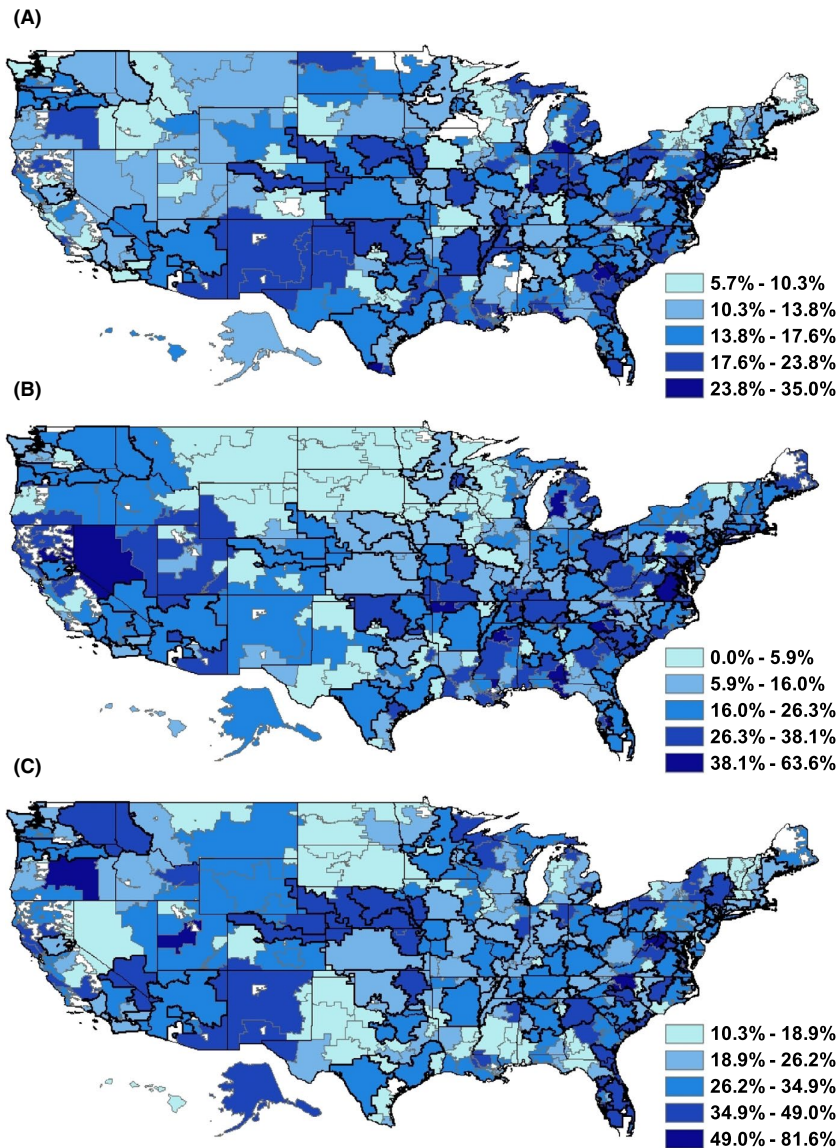 (A)
5.7% - 10.3%
10.3% - 13.8%
13.8% - 17.6%
17.6% - 23.8%
23.8% - 35.0%
(B)
0.0% - 5.9%
5.9% - 16.0%
16.0% - 26.3%
26.3% - 38.1%
38.1% - 63.6%
(C)
10.3% - 18.9%
18.9% - 26.2%
26.2% - 34.9%
34.9% - 49.0%
49.0% - 81.6%